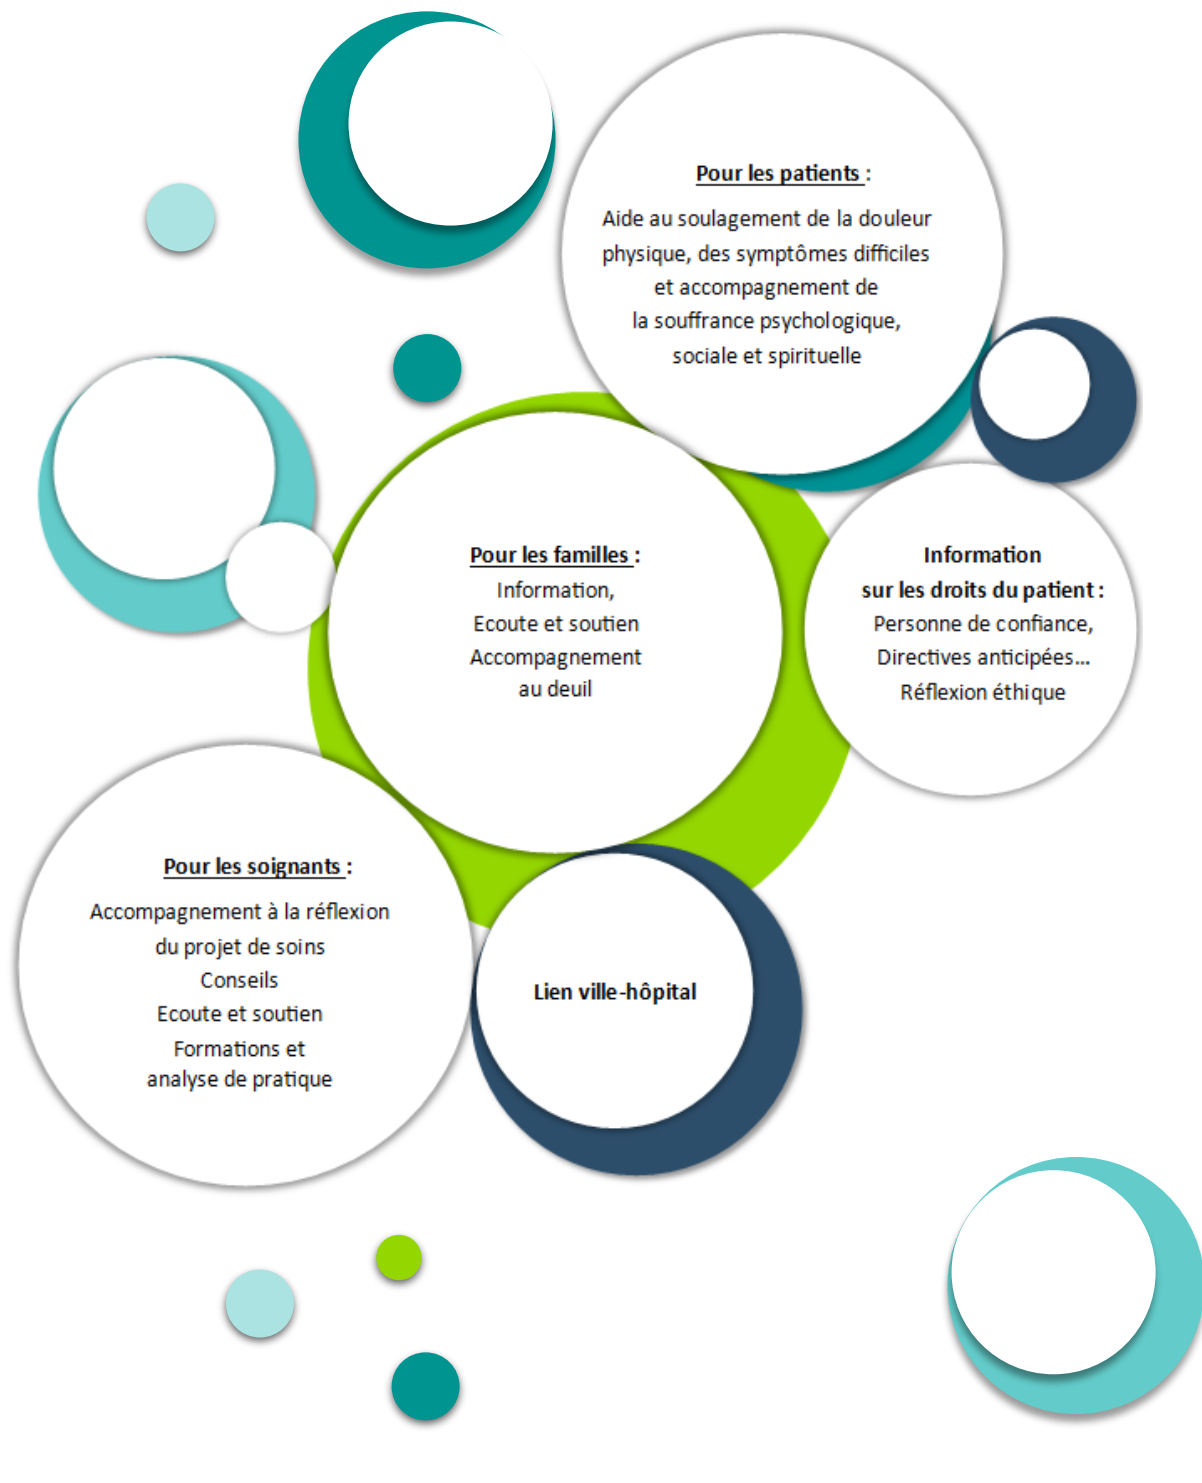 Pour les patients :
Aide au soulagement de la douleur
physique, des symptômes difficiles
et accompagnement de
la souffrance psychologique,
sociale et spirituelle
Pour les familles :
Information,
Ecoute et soutien
Accompagnement
au deuil
Information
sur les droits du patient :
Personne de confiance,
Directives anticipées...
Réflexion éthique
Pour les soignants :
Accompagnement à la réflexion
du projet de soins
Conseils
Ecoute et soutien
Formations et
analyse de pratique
Lien ville-hôpital